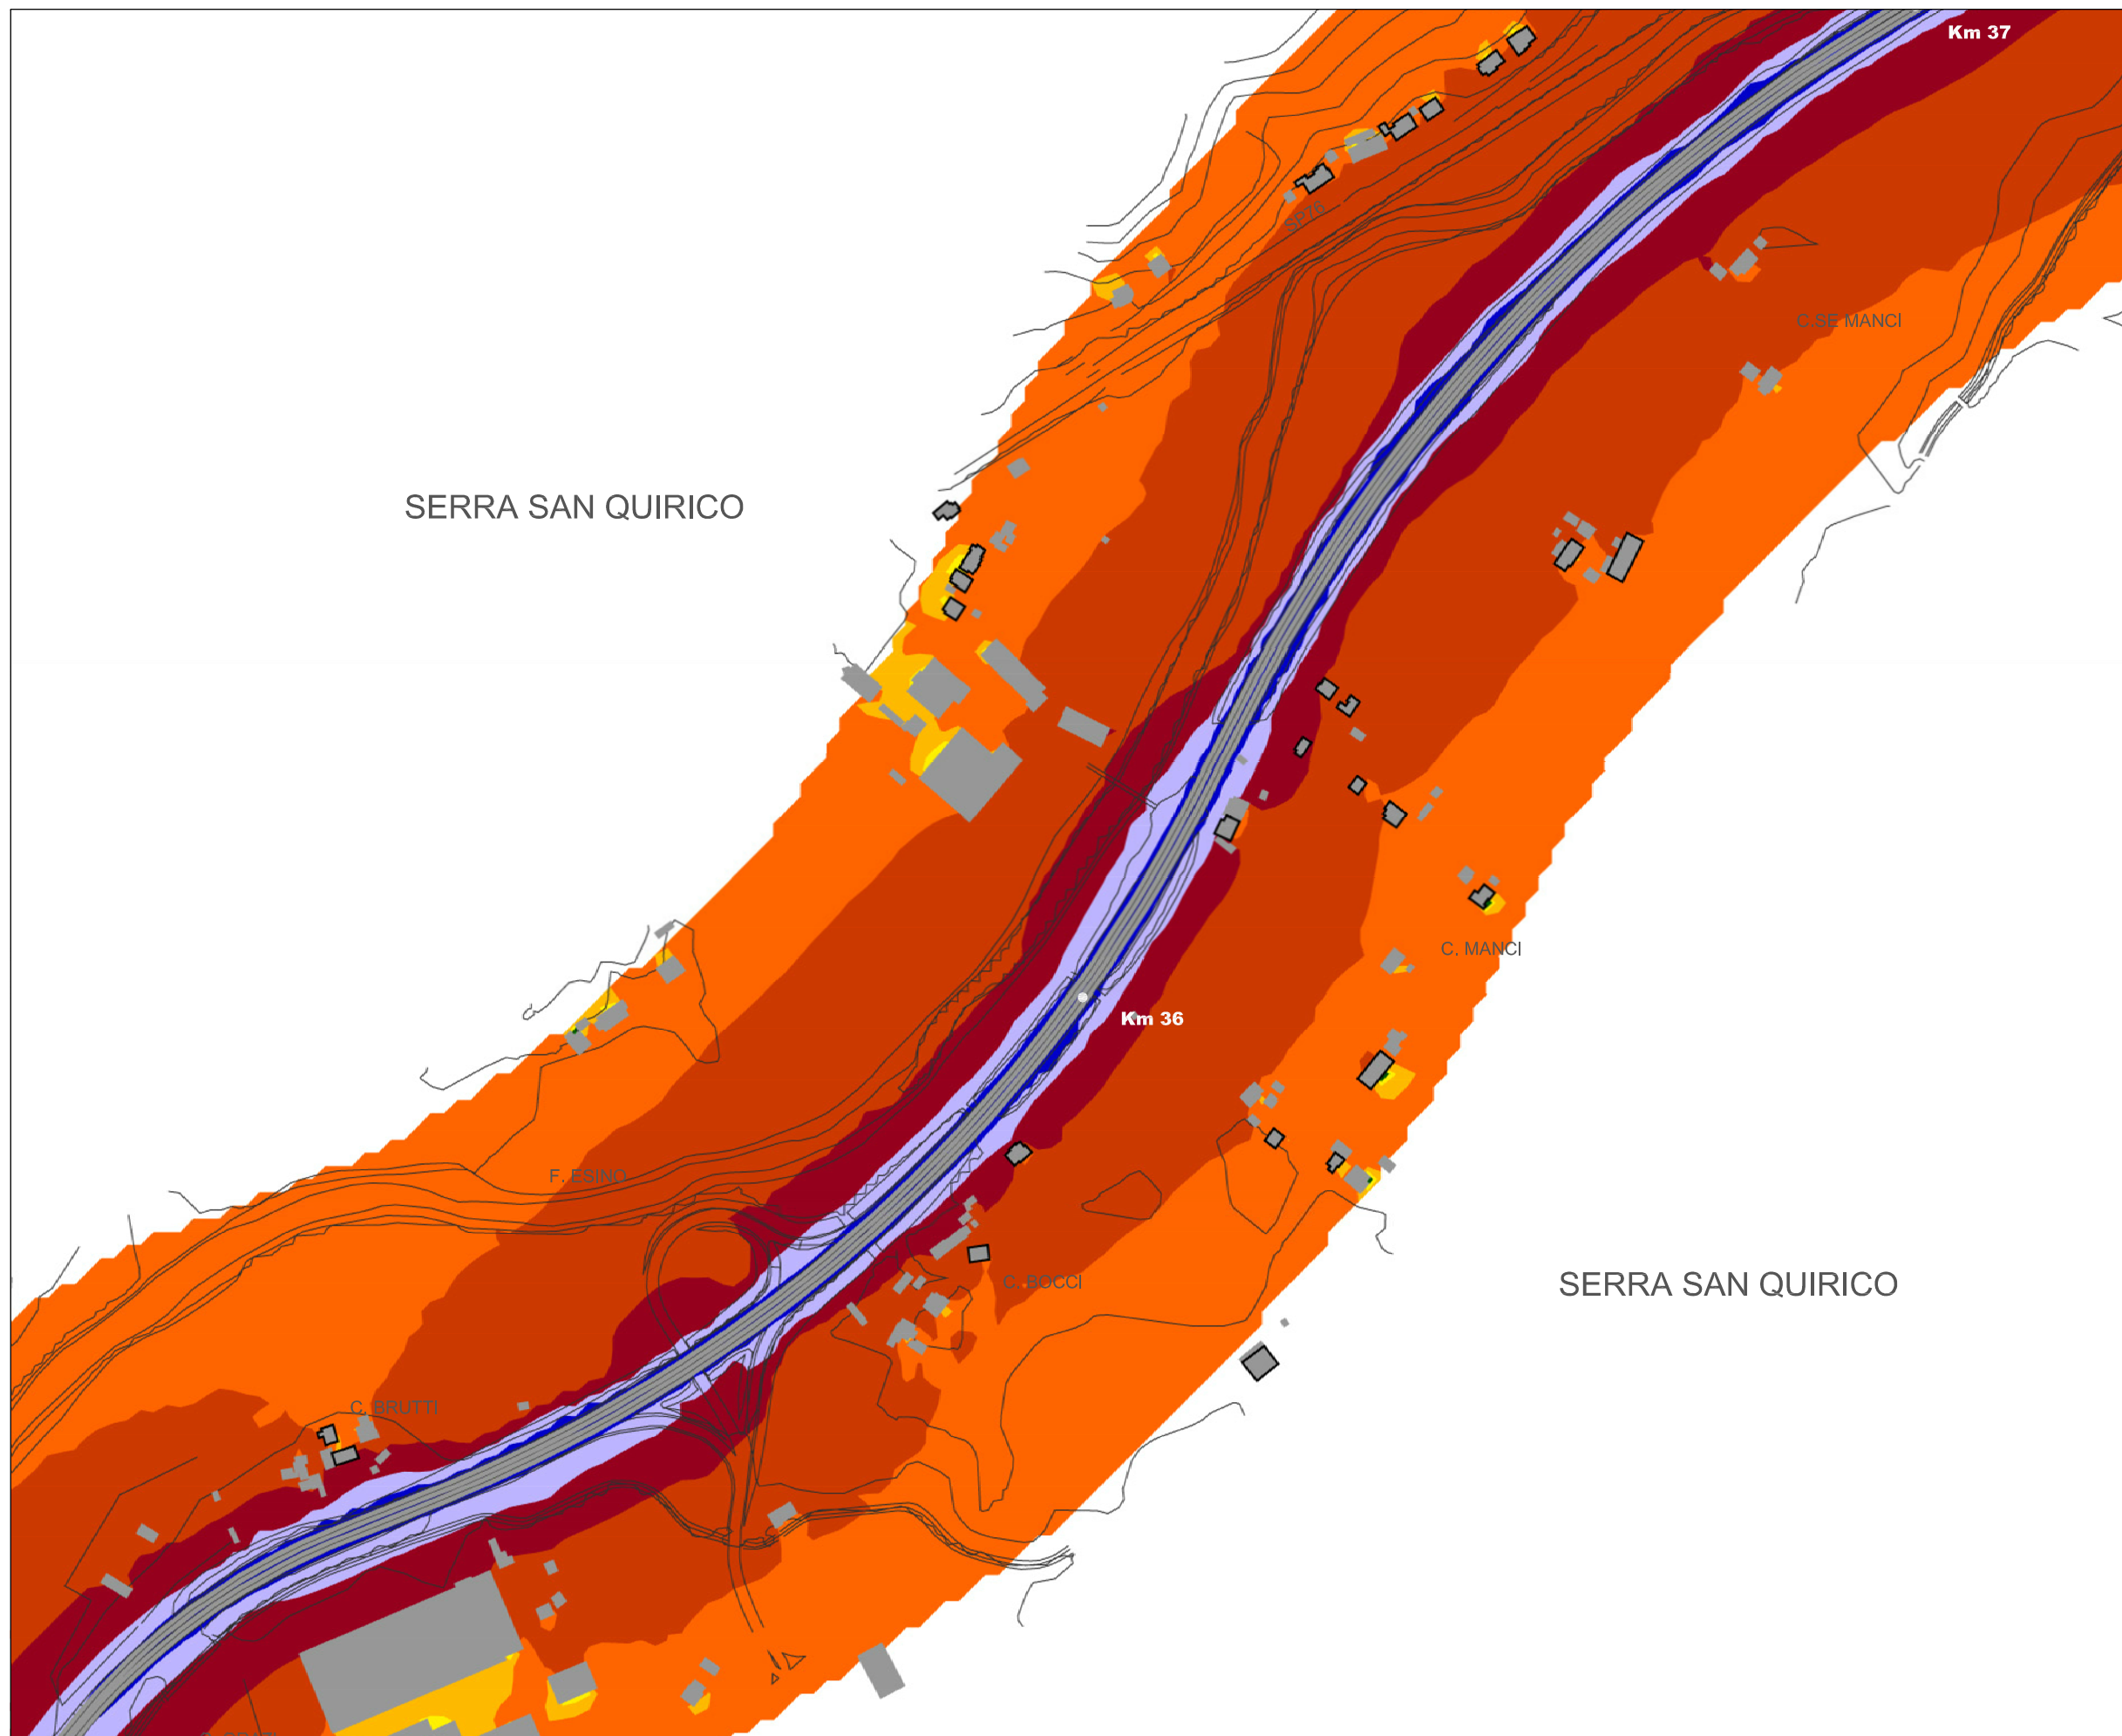 Km 37
SP76
C.SE MANCI
SERRA SAN QUIRICO
C. MANCI
Km 36
F. ESINO
C. BOCCI
SERRA SAN QUIRICO
C. BRUTTI